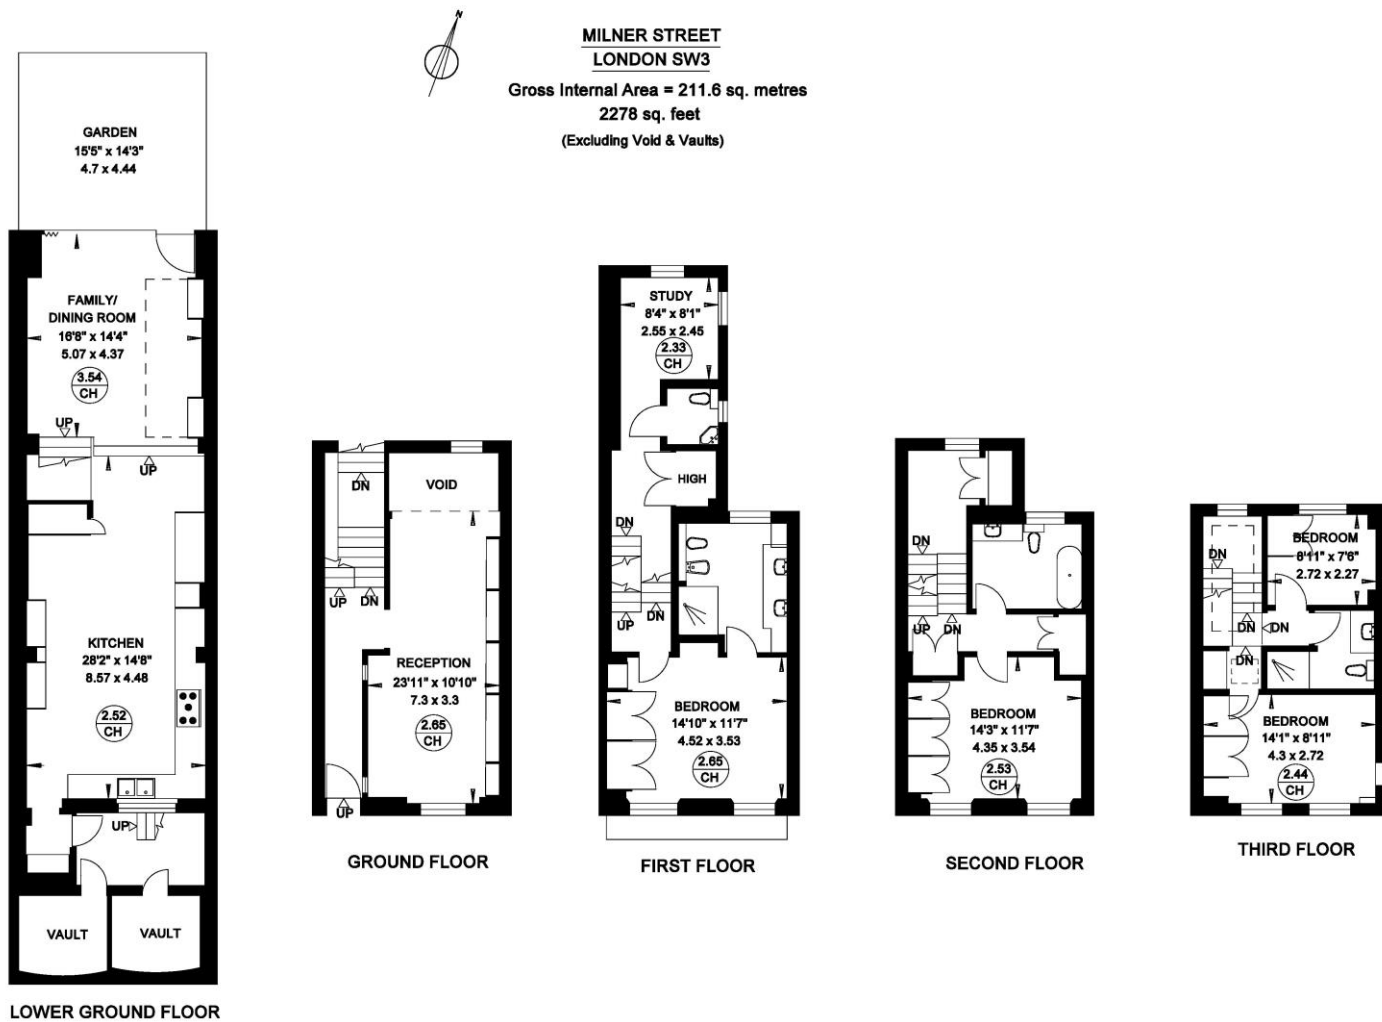 N
MILNER STREET
LONDON SW3
Gross Internal Area = 211.6 sq. metres
2278 sq. feet
(Excluding Void & Vaults)
GARDEN
15'5" x 14'3"
4.7 x 4.44
FAMILY/
DINING ROOM
16'8" x 14'4"
5.07 x 4.37
3.54
CH
UP
UP
KITCHEN
28'2" x 14'8"
8.57 x 4.48
2.52
CH
UP
VAULT
VAULT
LOWER GROUND FLOOR
DN
VOID
UP
DN
RECEPTION
23'11" x 10'10"
7.3 x 3.3
2.65
CH
UP
GROUND FLOOR
STUDY
8'4" x 8'1"
2.55 x 2.45
2.33
CH
HIGH
DN
UP
DN
BEDROOM
14'10" x 11'7"
4.52 x 3.53
2.65
CH
FIRST FLOOR
DN
UP
DN
BEDROOM
14'3" x 11'7"
4.35 x 3.54
2.53
CH
SECOND FLOOR
BEDROOM
8'11" x 7'6"
2.72 x 2.27
DN
DN
DN
DN
BEDROOM
14'1" x 8'11"
4.3 x 2.72
2.44
CH
THIRD FLOOR